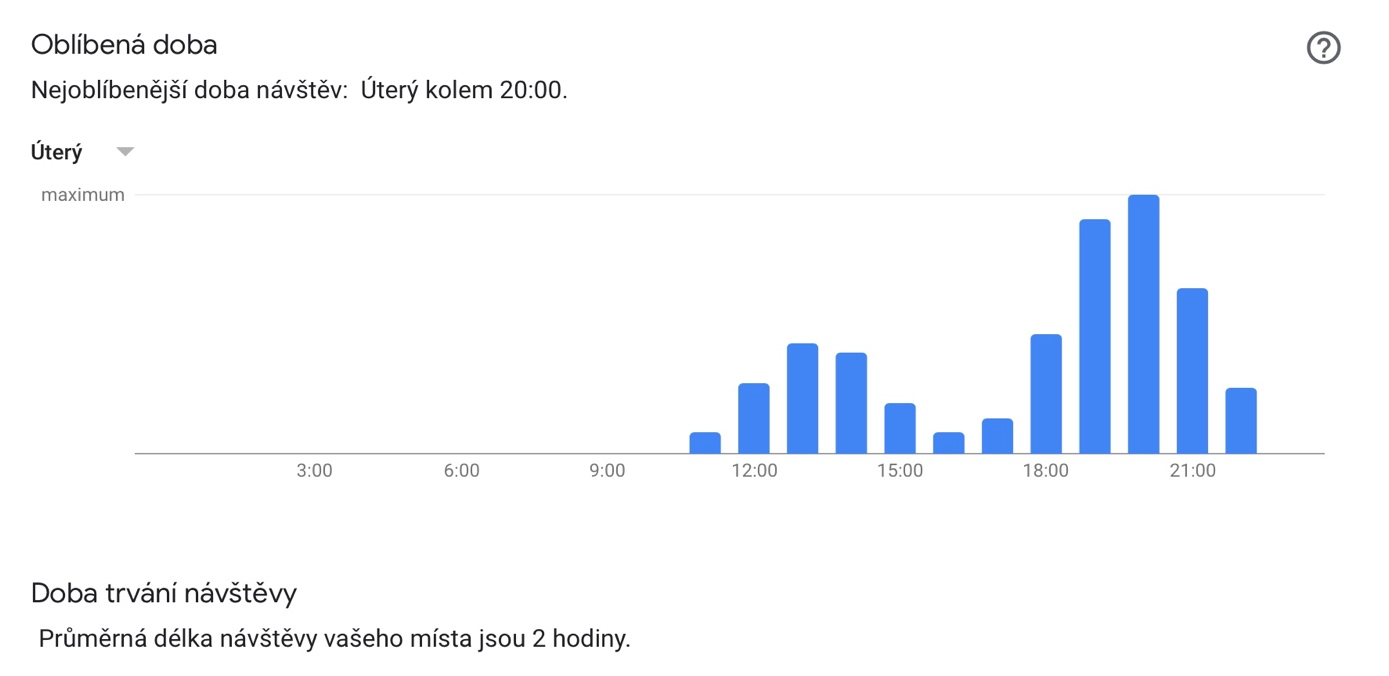 Oblíbená doba
Nejoblíbenější doba návštěv: Úterý kolem 20:00.
Úterý
maximum
3:00 6:00 9:00 12:00 15:00 18:00 21:00
Doba trvání návštěvy
Průměrná délka návštěvy vašeho místa jsou 2 hodiny.